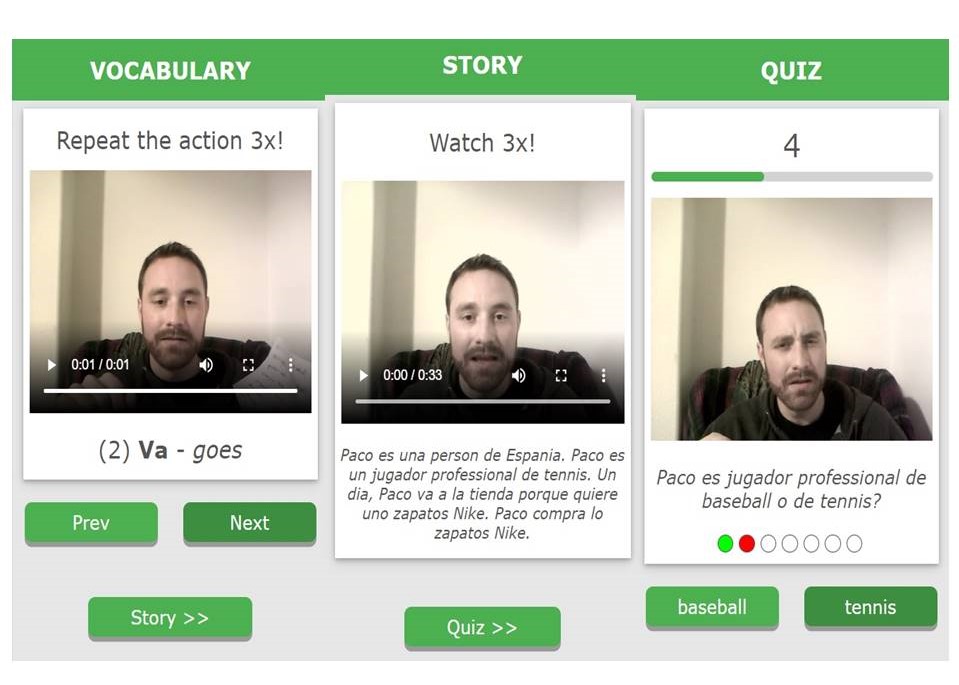 VOCABULARY
Repeat the action 3x!
0:01 / 0:01
(2) Va - goes
Prev
Next
Story >>
STORY
Watch 3x!
0:00 / 0:33
Paco es una person de Espania. Paco es
un jugador professional de tennis. Un
dia, Paco va a la tienda porque quiere
uno zapatos Nike. Paco compra lo
zapatos Nike.
Quiz >>
QUIZ
4
Paco es jugador professional de
baseball o de tennis?
baseball
tennis